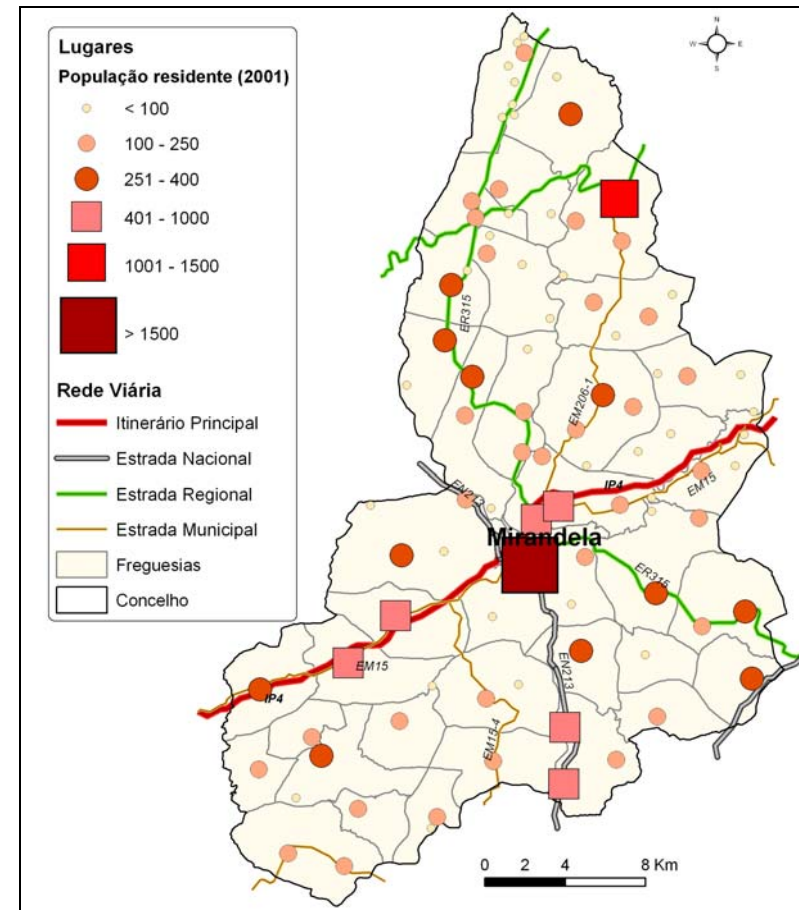 Lugares
População residente (2001)
< 100
100 - 250
251 - 400
401 - 1000
1001 - 1500
> 1500
Rede Viária
Itinerário Principal
Estrada Nacional
Estrada Regional
Estrada Municipal
Freguesias
Concelho
N
W E
S
ER315
EM206-1
IP4
EM15
EN213
Mirandela
ER315
EM15
IP4
EN213
EM15-4
0 2 4 8 Km